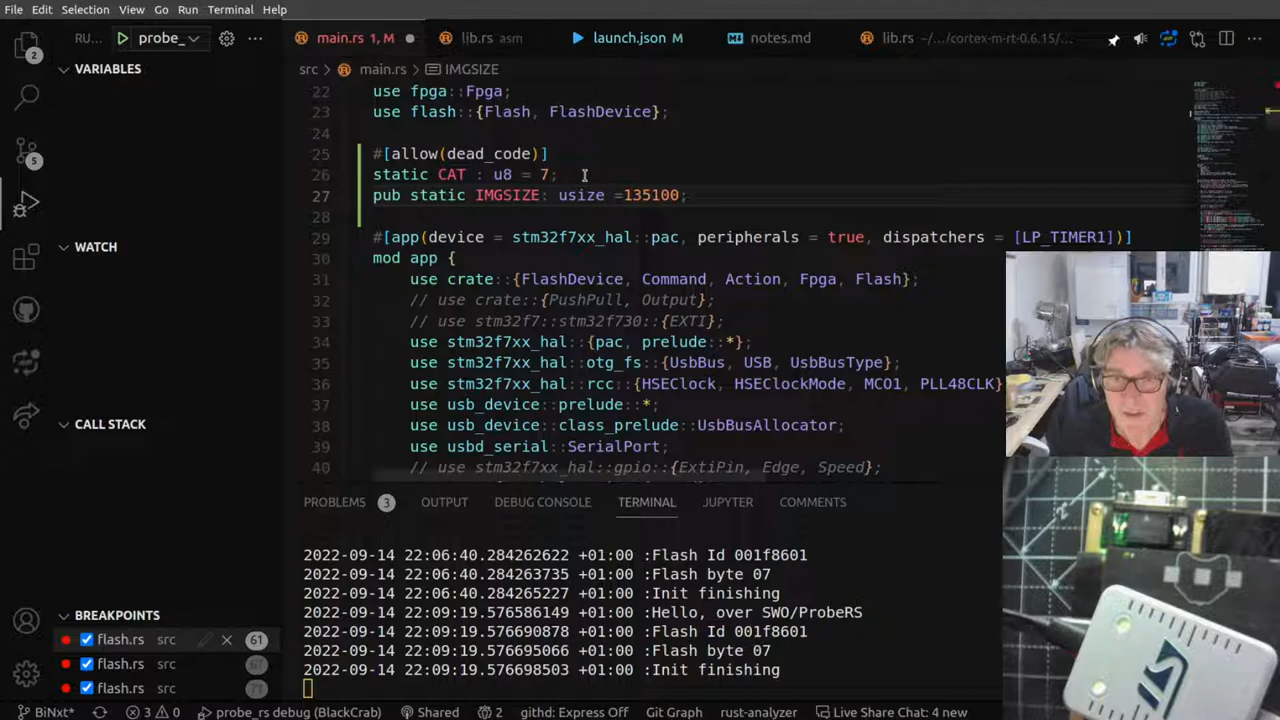 File Edit Selection View Go Run Terminal Help
2
RU... probe_ ...
main.rs 1, M
lib.rs asm
launch.json M
notes.md
lib.rs ~/.../cortex-m-rt-0.6.15/...
VARIABLES
src > main.rs > IMGSIZE
22 use fpga::Fpga;
23 use flash::{Flash, FlashDevice};
24
25 #[allow(dead_code)]
26 static CAT : u8 = 7;
27 pub static IMGSIZE: usize =135100;
28
29 #[app(device = stm32f7xx_hal::pac, peripherals = true, dispatchers = [LP_TIMER1])]
mod app {
31 use crate::{FlashDevice, Command, Action, Fpga, Flash};
32 // use crate::{PushPull, Output};
33 // use stm32f7::stm32f730::{EXTI};
34 use stm32f7xx_hal::{pac, prelude::*};
35 use stm32f7xx_hal::otg_fs::{UsbBus, USB, UsbBusType};
36 use stm32f7xx_hal::rcc::{HSEClock, HSEClockMode, MCO1, PLL48CLK}
37 use usb_device::prelude::*;
38 use usb_device::class_prelude::UsbBusAllocator;
39 use usbd_serial::SerialPort;
40 // use stm32f7xx_hal::gpio::{ExtiPin, Edge, Speed};
5
WATCH
CALL STACK
BREAKPOINTS
flash.rs src 61
flash.rs src 67
flash.rs src 71
PROBLEMS 3 OUTPUT DEBUG CONSOLE TERMINAL JUPYTER COMMENTS
2022-09-14 22:06:40.284262622 +01:00 :Flash Id 001f8601
2022-09-14 22:06:40.284263735 +01:00 :Flash byte 07
2022-09-14 22:06:40.284265227 +01:00 :Init finishing
2022-09-14 22:09:19.576586149 +01:00 :Hello, over SWO/ProbeRS
2022-09-14 22:09:19.576690878 +01:00 :Flash Id 001f8601
2022-09-14 22:09:19.576695066 +01:00 :Flash byte 07
2022-09-14 22:09:19.576698503 +01:00 :Init finishing
BiNxt* 3 0 probe_rs debug (BlackCrab) Shared 2 githd: Express Off Git Graph rust-analyzer Live Share Chat: 4 new